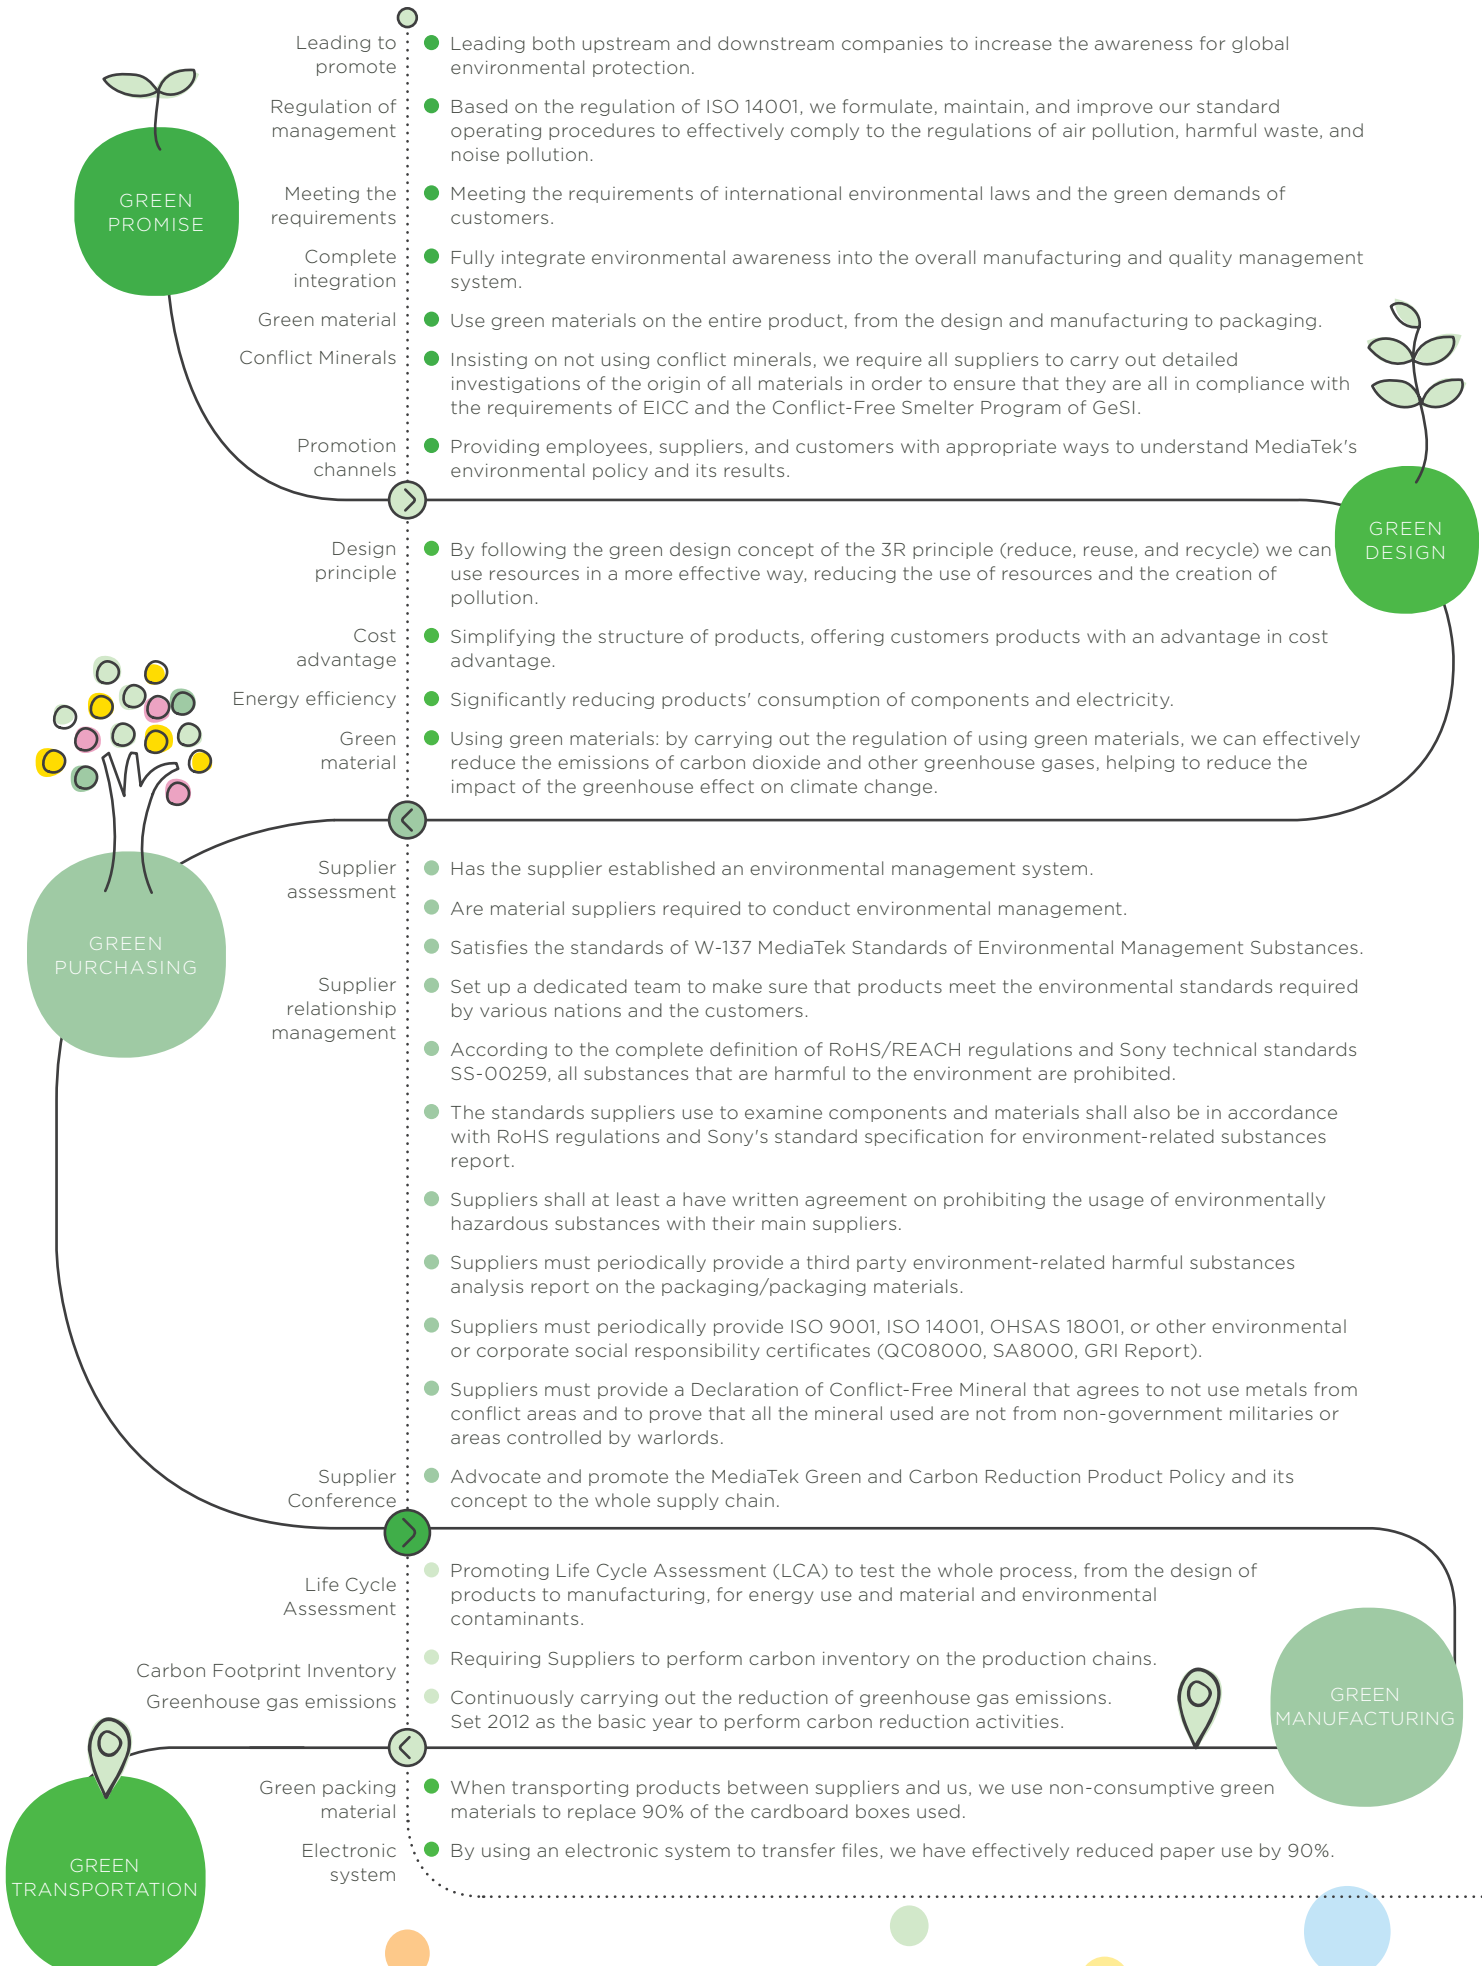 Leading to
promote
Leading both upstream and downstream companies to increase the awareness for global
environmental protection.
Regulation of
management
Based on the regulation of ISO 14001, we formulate, maintain, and improve our standard
operating procedures to effectively comply to the regulations of air pollution, harmful waste, and
noise pollution.
GREEN
PROMISE
Meeting the
requirements
Meeting the requirements of international environmental laws and the green demands of
customers.
Complete
integration
Fully integrate environmental awareness into the overall manufacturing and quality management
system.
Green material
Use green materials on the entire product, from the design and manufacturing to packaging.
Conflict Minerals
Insisting on not using conflict minerals, we require all suppliers to carry out detailed
investigations of the origin of all materials in order to ensure that they are all in compliance with
the requirements of EICC and the Conflict-Free Smelter Program of GeSI.
Promotion
channels
Providing employees, suppliers, and customers with appropriate ways to understand MediaTek's
environmental policy and its results.
GREEN
DESIGN
Design
principle
By following the green design concept of the 3R principle (reduce, reuse, and recycle) we can
use resources in a more effective way, reducing the use of resources and the creation of
pollution.
Cost
advantage
Simplifying the structure of products, offering customers products with an advantage in cost
advantage.
Energy efficiency
Significantly reducing products' consumption of components and electricity.
Green
material
Using green materials: by carrying out the regulation of using green materials, we can effectively
reduce the emissions of carbon dioxide and other greenhouse gases, helping to reduce the
impact of the greenhouse effect on climate change.
GREEN
PURCHASING
Supplier
assessment
Has the supplier established an environmental management system.
Are material suppliers required to conduct environmental management.
Satisfies the standards of W-137 MediaTek Standards of Environmental Management Substances.
Supplier
relationship
management
Set up a dedicated team to make sure that products meet the environmental standards required
by various nations and the customers.
According to the complete definition of RoHS/REACH regulations and Sony technical standards
SS-00259, all substances that are harmful to the environment are prohibited.
The standards suppliers use to examine components and materials shall also be in accordance
with RoHS regulations and Sony's standard specification for environment-related substances
report.
Suppliers shall at least a have written agreement on prohibiting the usage of environmentally
hazardous substances with their main suppliers.
Suppliers must periodically provide a third party environment-related harmful substances
analysis report on the packaging/packaging materials.
Suppliers must periodically provide ISO 9001, ISO 14001, OHSAS 18001, or other environmental
or corporate social responsibility certificates (QC08000, SA8000, GRI Report).
Suppliers must provide a Declaration of Conflict-Free Mineral that agrees to not use metals from
conflict areas and to prove that all the mineral used are not from non-government militaries or
areas controlled by warlords.
Supplier
Conference
Advocate and promote the MediaTek Green and Carbon Reduction Product Policy and its
concept to the whole supply chain.
Life Cycle
Assessment
Promoting Life Cycle Assessment (LCA) to test the whole process, from the design of
products to manufacturing, for energy use and material and environmental
contaminants.
Carbon Footprint Inventory
Requiring Suppliers to perform carbon inventory on the production chains.
Greenhouse gas emissions
Continuously carrying out the reduction of greenhouse gas emissions.
Set 2012 as the basic year to perform carbon reduction activities.
GREEN
MANUFACTURING
Green packing
material
When transporting products between suppliers and us, we use non-consumptive green
materials to replace 90% of the cardboard boxes used.
Electronic
system
By using an electronic system to transfer files, we have effectively reduced paper use by 90%.
GREEN
TRANSPORTATION